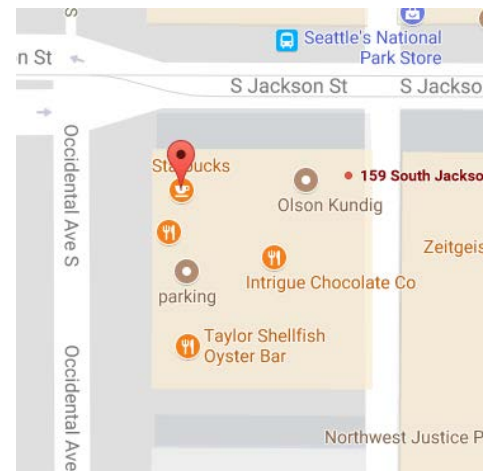 S
Seattle's National
Park Store
n St
S Jackson St
S Jackso
Occidental Ave S
Starbucks
159 South Jackso
Olson Kundig
Zeitgeis
Intrigue Chocolate Co
parking
Taylor Shellfish
Oyster Bar
Occidental Ave
Northwest Justice P